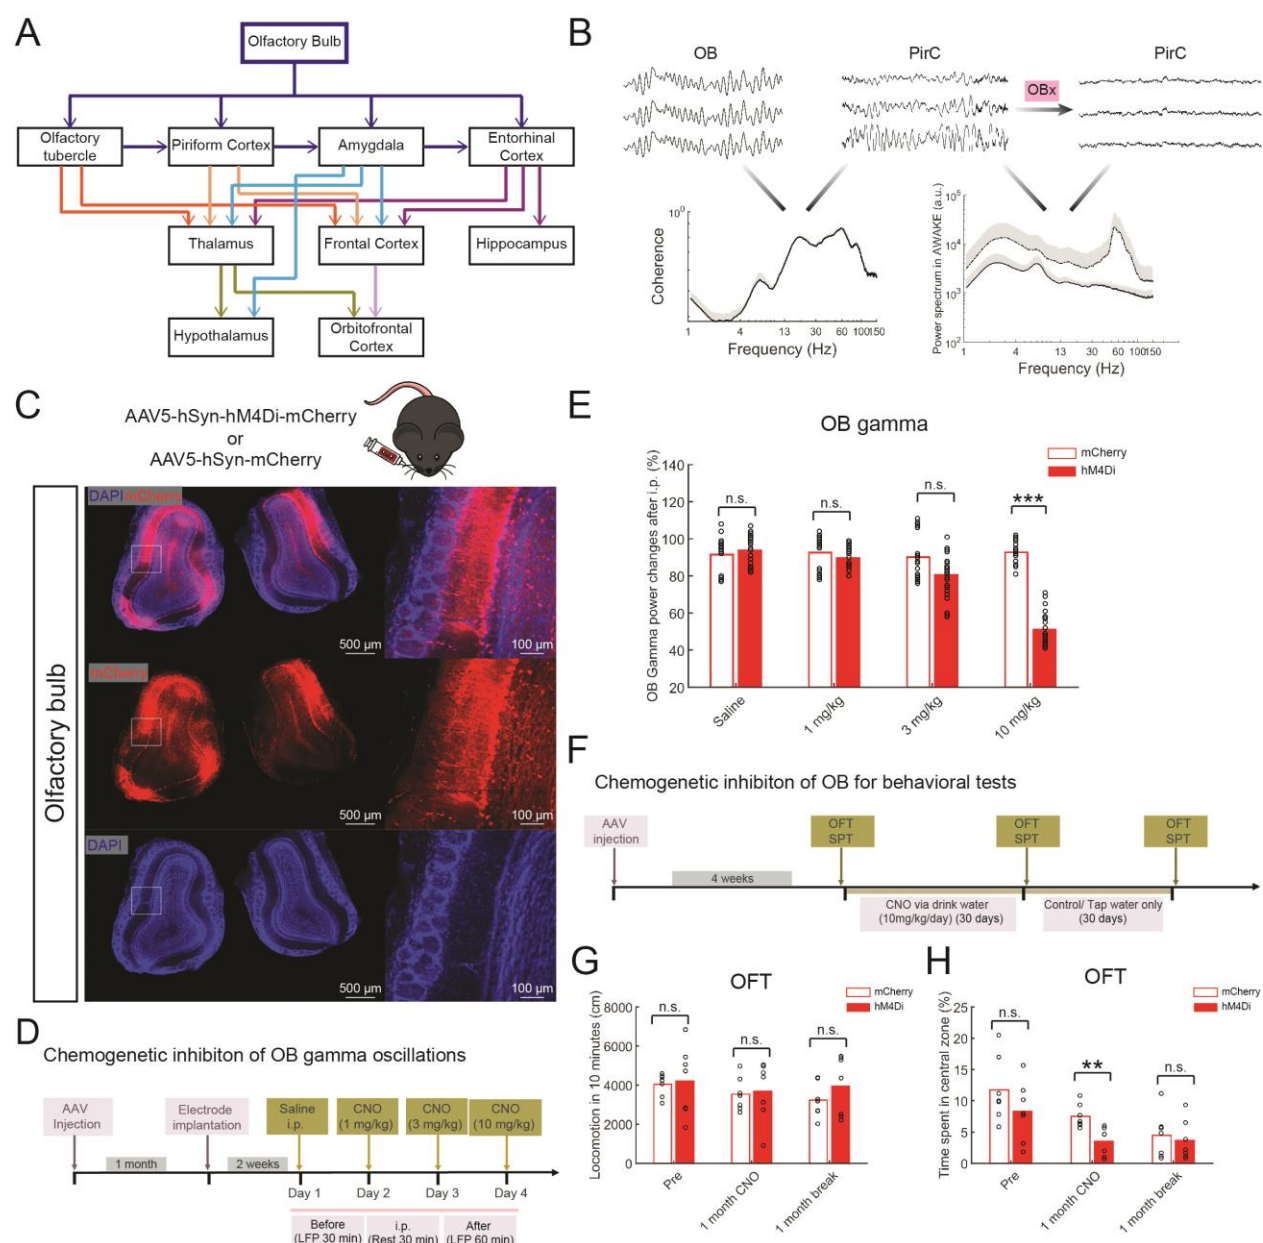 A
Olfactory Bulb
Olfactory
tubercle
Piriform Cortex
Amygdala
Entorhinal
Cortex
Thalamus
Frontal Cortex
Hippocampus
Hypothalamus
Orbitofrontal
Cortex
B
OB
PirC
OBx
PirC
10⁰
Coherence
1
4
13
30
60
100150
Frequency (Hz)
Power spectrum in AWAKE (a.u.)
10⁵
10⁴
10³
10²
1
4
13
30
60
100150
Frequency (Hz)
C
AAV5-hSyn-hM4Di-mCherry
or
AAV5-hSyn-mCherry
Olfactory bulb
DAPI mCherry
500 µm
100 µm
mCherry
500 µm
100 µm
DAPI
500 µm
100 µm
D
Chemogenetic inhibiton of OB gamma oscillations
AAV
Injection
Electrode
implantation
Saline
i.p.
CNO
(1 mg/kg)
CNO
(3 mg/kg)
CNO
(10 mg/kg)
1 month
2 weeks
Day 1
Day 2
Day 3
Day 4
Before
(LFP 30 min)
i.p.
(Rest 30 min)
After
(LFP 60 min)
E
OB gamma
mCherry
hM4Di
OB Gamma power changes after i.p. (%)
140
120
100
80
60
40
20
n.s.
n.s.
n.s.
***
Saline
1 mg/kg
3 mg/kg
10 mg/kg
F
Chemogenetic inhibiton of OB for behavioral tests
AAV
injection
OFT
SPT
OFT
SPT
OFT
SPT
4 weeks
CNO via drink water
(10mg/kg/day) (30 days)
Control/ Tap water only
(30 days)
G
OFT
mCherry
hM4Di
Locomotion in 10 minutes (cm)
8000
6000
4000
2000
0
n.s.
n.s.
n.s.
Pre
1 month CNO
1 month break
H
OFT
mCherry
hM4Di
Time spent in central zone (%)
25
20
15
10
5
0
n.s.
**
n.s.
Pre
1 month CNO
1 month break